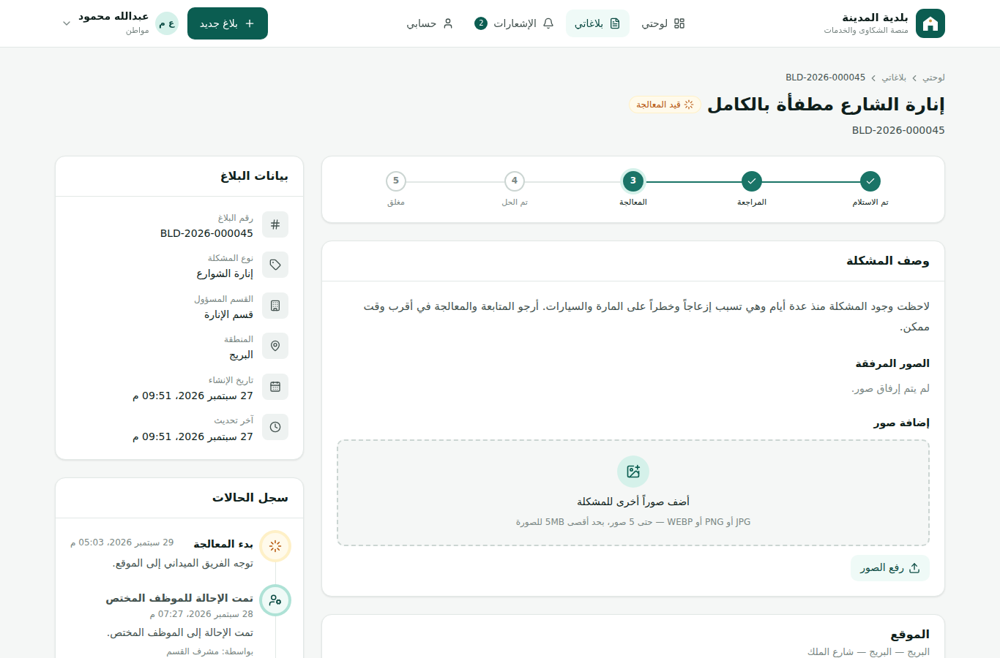 بلدية المدينة
منصة الشكاوى والخدمات
لوحتي
بلاغاتي
الإشعارات 2
حسابي
بلاغ جديد
ع م
عبدالله محمود
مواطن
لوحتي
بلاغاتي
BLD-2026-000045
إنارة الشارع مطفأة بالكامل
قيد المعالجة
BLD-2026-000045
تم الاستلام
المراجعة
3
المعالجة
4
تم الحل
5
مغلق
وصف المشكلة
لاحظت وجود المشكلة منذ عدة أيام وهي تسبب إزعاجاً وخطراً على المارة والسيارات. أرجو المتابعة والمعالجة في أقرب وقت
ممكن.
الصور المرفقة
لم يتم إرفاق صور.
إضافة صور
أضف صوراً أخرى للمشكلة
JPG أو PNG أو WEBP — حتى 5 صور، بحد أقصى 5MB للصورة
رفع الصور
الموقع
البريج — البريج — شارع الملك
بيانات البلاغ
رقم البلاغ
BLD-2026-000045
نوع المشكلة
إنارة الشوارع
القسم المسؤول
قسم الإنارة
المنطقة
البريج
تاريخ الإنشاء
27 سبتمبر 2026، 09:51 م
آخر تحديث
27 سبتمبر 2026، 09:51 م
سجل الحالات
بدء المعالجة
29 سبتمبر 2026، 05:03 م
توجه الفريق الميداني إلى الموقع.
تمت الإحالة للموظف المختص
28 سبتمبر 2026، 07:27 م
تمت الإحالة إلى الموظف المختص.
بواسطة: مشرف القسم